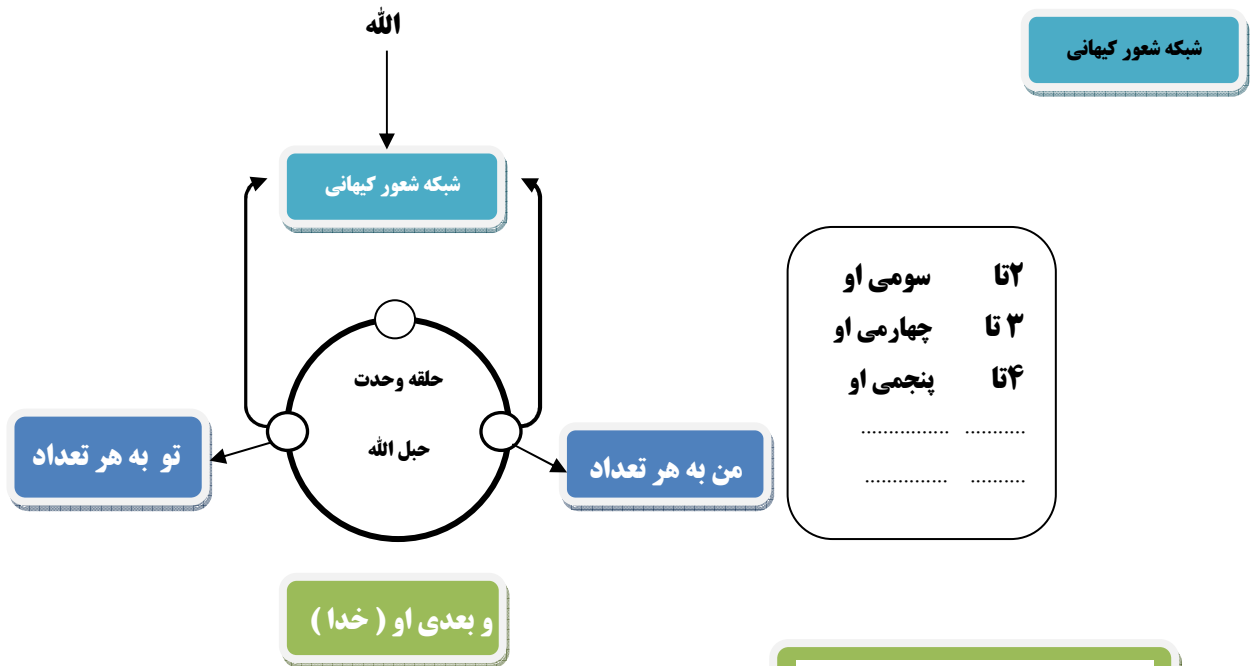 شبکه شعور کیهانی
الله
شبکه شعور کیهانی
حلقه وحدت
حبل الله
من به هر تعداد
تو به هر تعداد
۲تا سومی او
۳ تا چهارمی او
۴تا پنجمی او
........... ................
.......... ...............
و بعدی او ( خدا )